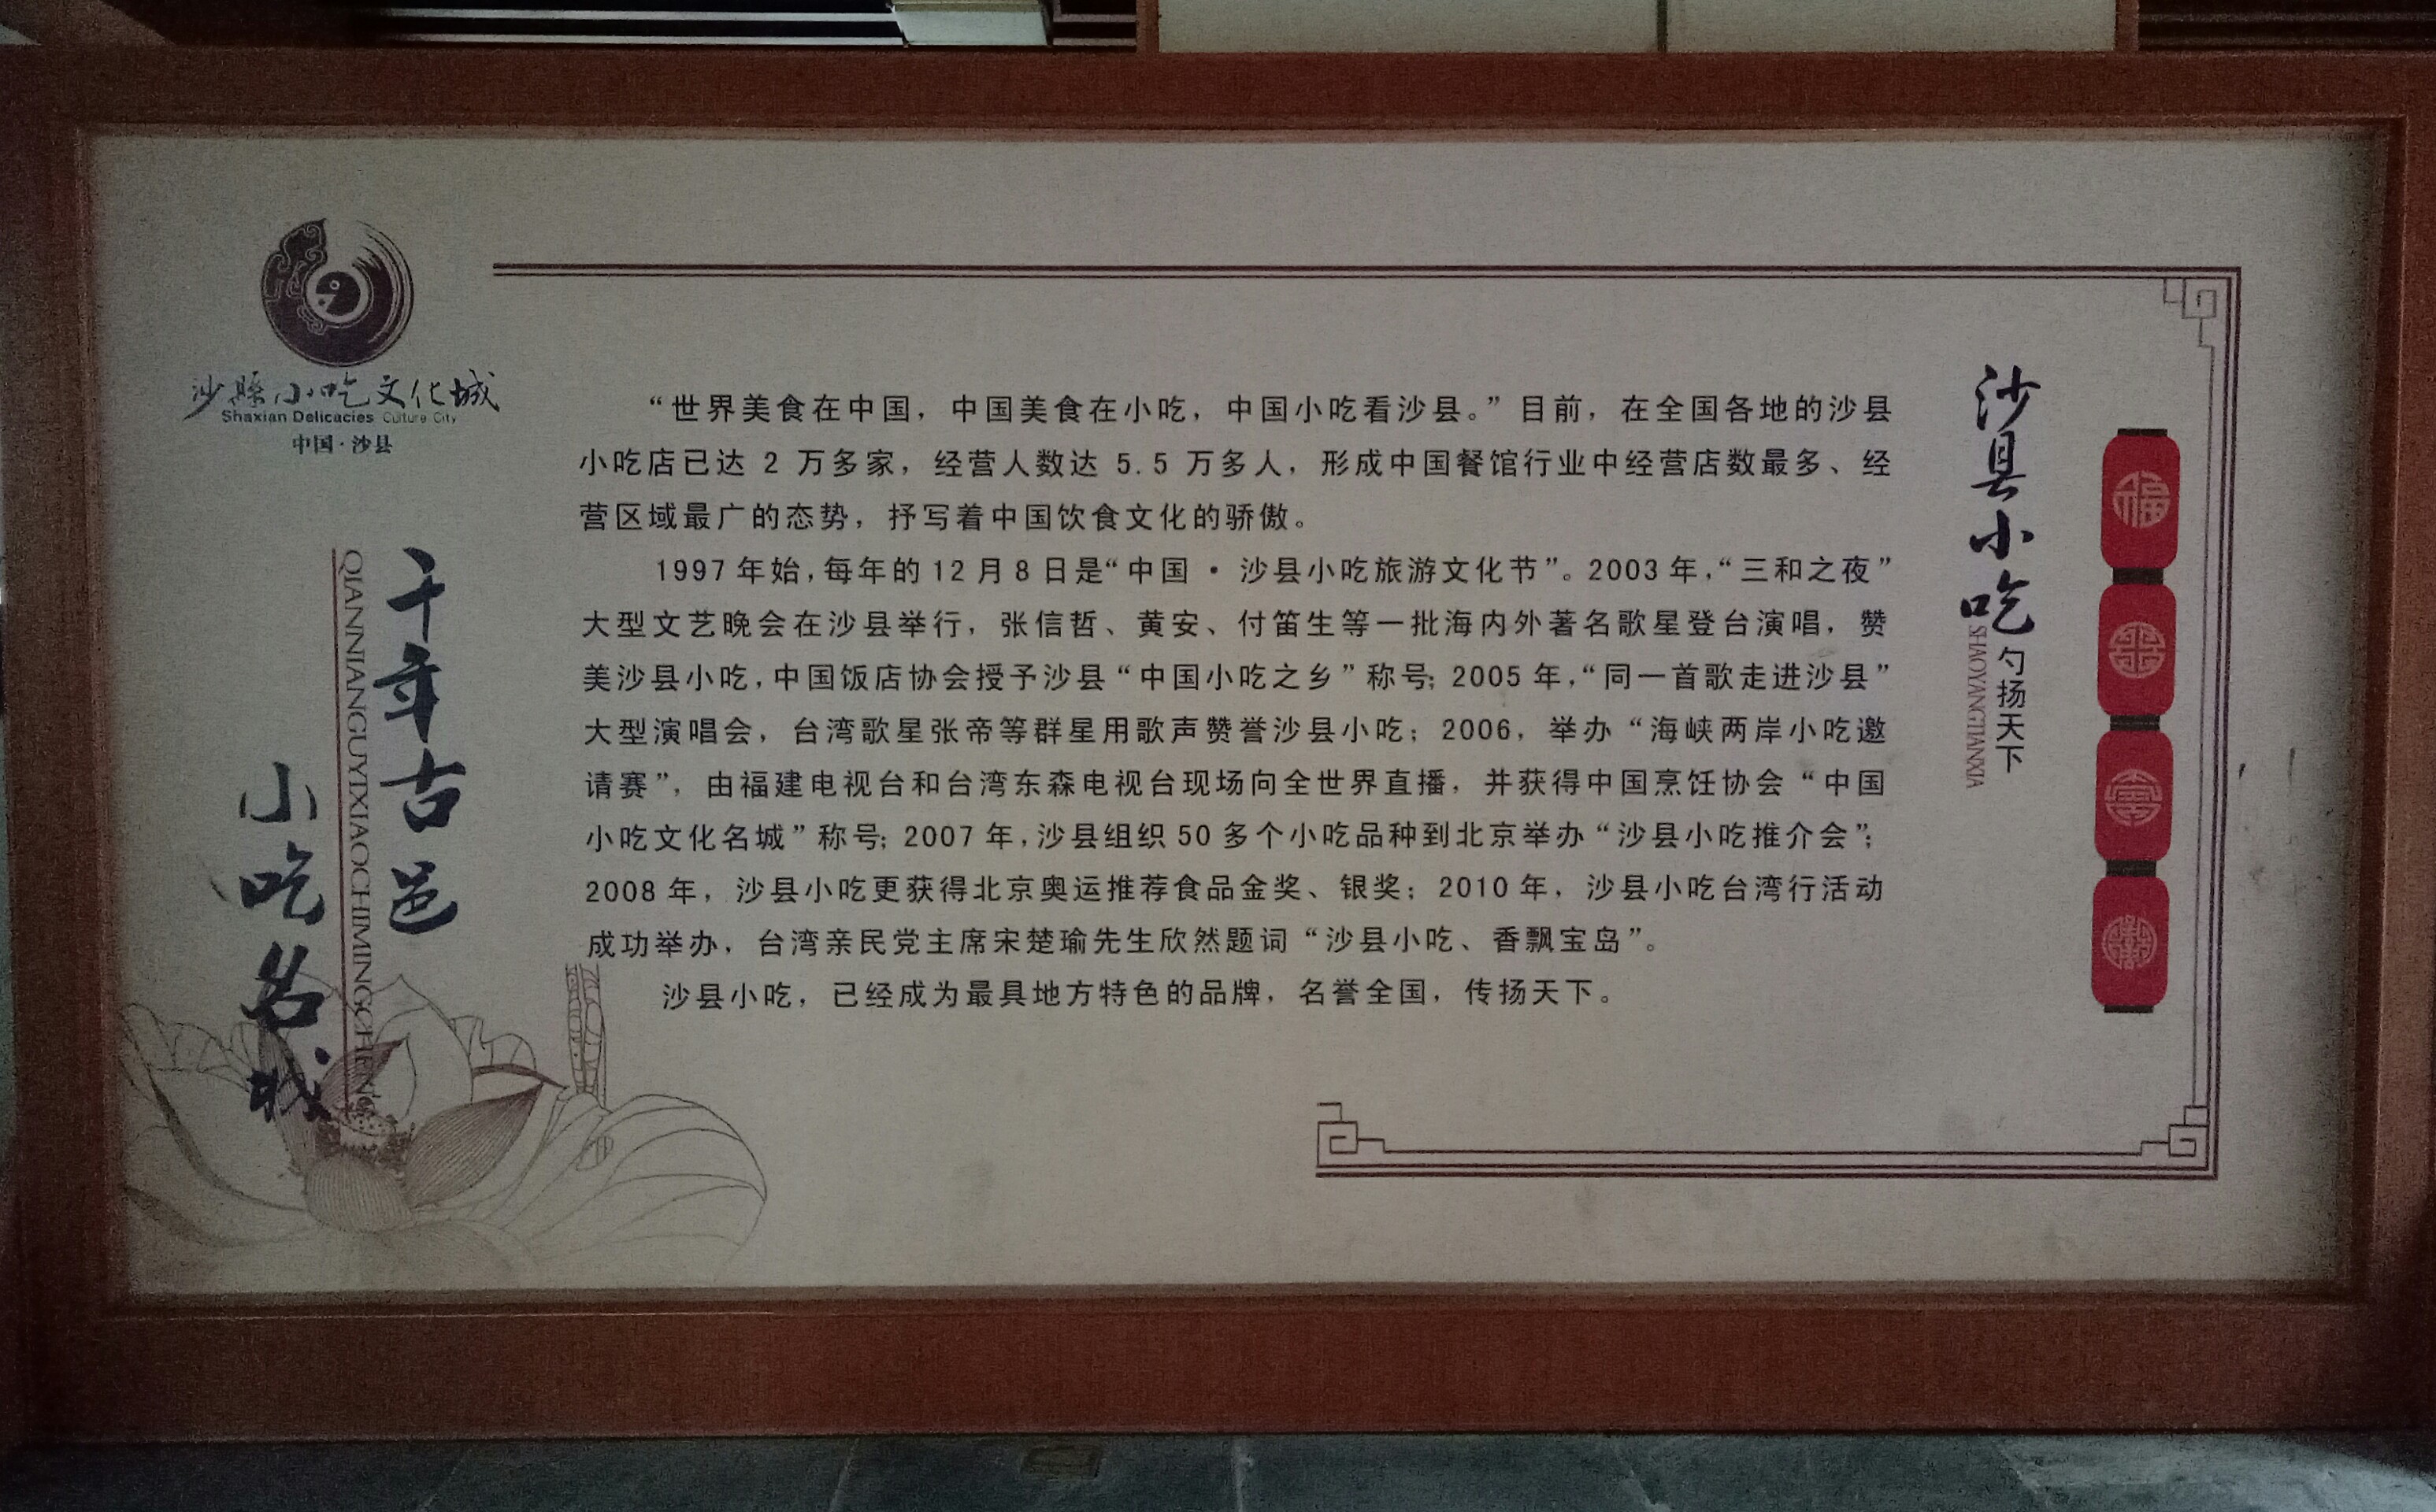 沙縣小吃文化城
Shaxian Delicacies Culture City
中国·沙县
千年古邑
QIANNIANGUYIXIAOCHIMINGCHENG
小吃名城
“世界美食在中国，中国美食在小吃，中国小吃看沙县。”目前，在全国各地的沙县
小吃店已达 2 万多家，经营人数达 5.5 万多人，形成中国餐馆行业中经营店数最多、经
营区域最广的态势，抒写着中国饮食文化的骄傲。
1997 年始，每年的 12 月 8 日是“中国 · 沙县小吃旅游文化节”。2003 年，“三和之夜”
大型文艺晚会在沙县举行，张信哲、黄安、付笛生等一批海内外著名歌星登台演唱，赞
美沙县小吃，中国饭店协会授予沙县“中国小吃之乡”称号；2005 年，“同一首歌走进沙县”
大型演唱会，台湾歌星张帝等群星用歌声赞誉沙县小吃；2006，举办“海峡两岸小吃邀
请赛”，由福建电视台和台湾东森电视台现场向全世界直播，并获得中国烹饪协会“中国
小吃文化名城”称号；2007 年，沙县组织 50 多个小吃品种到北京举办“沙县小吃推介会”；
2008 年，沙县小吃更获得北京奥运推荐食品金奖、银奖；2010 年，沙县小吃台湾行活动
成功举办，台湾亲民党主席宋楚瑜先生欣然题词“沙县小吃、香飘宝岛”。
沙县小吃，已经成为最具地方特色的品牌，名誉全国，传扬天下。
沙县小吃
勺扬天下
SHAOYANGTIANXIA
福